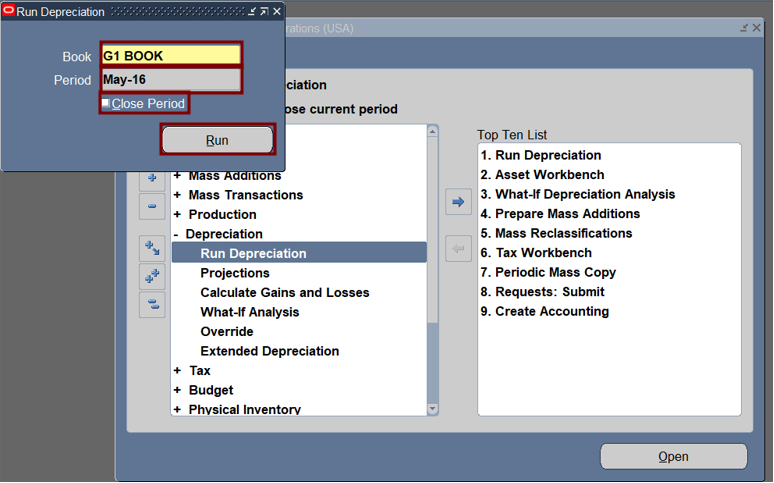 Run Depreciation
rations (USA)
Book G1 BOOK
Period May-16
Close Period
Run
eciation
ose current period
Mass Additions
+ Mass Transactions
+ Production
- Depreciation
Run Depreciation
Projections
Calculate Gains and Losses
What-If Analysis
Override
Extended Depreciation
+ Tax
+ Budget
+ Physical Inventory
Top Ten List
1. Run Depreciation
2. Asset Workbench
3. What-If Depreciation Analysis
4. Prepare Mass Additions
5. Mass Reclassifications
6. Tax Workbench
7. Periodic Mass Copy
8. Requests: Submit
9. Create Accounting
Open